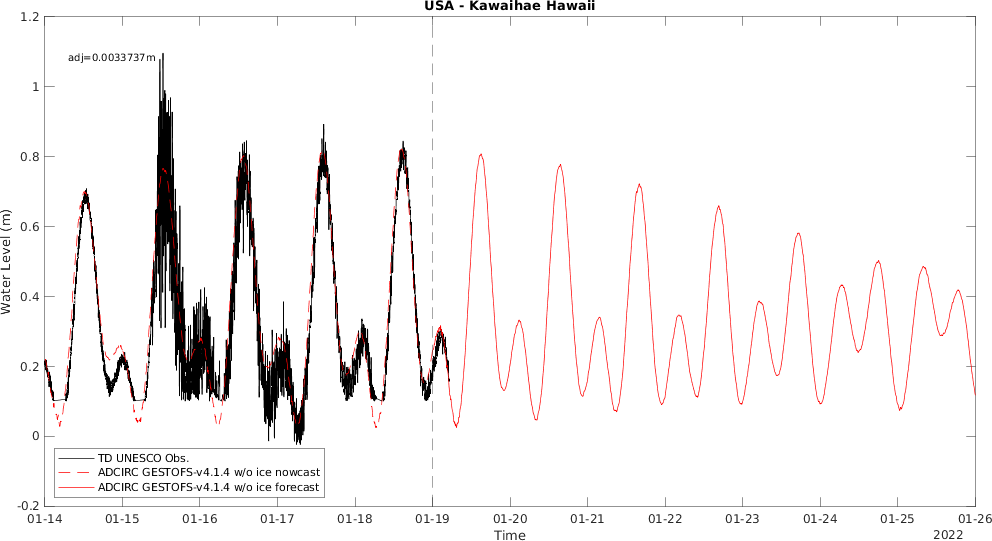 USA - Kawaihae Hawaii
1.2
1
0.8
0.6
0.4
0.2
0
-0.2
Water Level (m)
adj=0.0033737m
TD UNESCO Obs.
ADCIRC GESTOFS-v4.1.4 w/o ice nowcast
ADCIRC GESTOFS-v4.1.4 w/o ice forecast
01-14 01-15 01-16 01-17 01-18 01-19 01-20 01-21 01-22 01-23 01-24 01-25 01-26
Time
2022